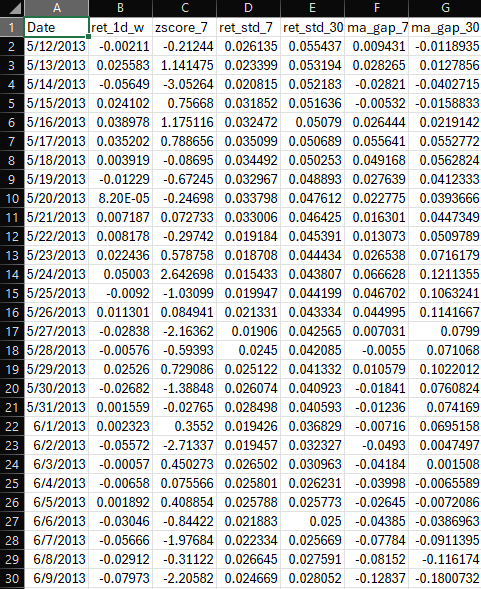 A B C D E F G
1 Date ret_1d_w zscore_7 ret_std_7 ret_std_30 ma_gap_7 ma_gap_30
2 5/12/2013 -0.00211 -0.21244 0.026135 0.055437 0.009431 -0.0118935
3 5/13/2013 0.025583 1.141475 0.023399 0.053194 0.028265 0.0127856
4 5/14/2013 -0.05649 -3.05264 0.020815 0.052183 -0.02821 -0.0402715
5 5/15/2013 0.024102 0.75668 0.031852 0.051636 -0.00532 -0.0158833
6 5/16/2013 0.038978 1.175116 0.032472 0.05079 0.026444 0.0219142
7 5/17/2013 0.035202 0.788656 0.035099 0.050689 0.055641 0.0552772
8 5/18/2013 0.003919 -0.08695 0.034492 0.050253 0.049168 0.0562824
9 5/19/2013 -0.01229 -0.67245 0.032967 0.048893 0.027639 0.0412333
10 5/20/2013 8.20E-05 -0.24698 0.033798 0.047612 0.022775 0.0393666
11 5/21/2013 0.007187 0.072733 0.033006 0.046425 0.016301 0.0447349
12 5/22/2013 0.008178 -0.29742 0.019184 0.045391 0.013073 0.0509789
13 5/23/2013 0.022436 0.578758 0.018708 0.044434 0.026538 0.0716179
14 5/24/2013 0.05003 2.642698 0.015433 0.043807 0.066628 0.1211355
15 5/25/2013 -0.0092 -1.03099 0.019947 0.044199 0.046702 0.1063241
16 5/26/2013 0.011301 0.084941 0.021331 0.043334 0.044995 0.1141667
17 5/27/2013 -0.02838 -2.16362 0.01906 0.042565 0.007031 0.0799
18 5/28/2013 -0.00576 -0.59393 0.0245 0.042085 -0.0055 0.071068
19 5/29/2013 0.02526 0.729086 0.025122 0.041332 0.010579 0.1022012
20 5/30/2013 -0.02682 -1.38848 0.026074 0.040923 -0.01841 0.0760824
21 5/31/2013 0.001559 -0.02765 0.028498 0.040593 -0.01236 0.074169
22 6/1/2013 0.002323 0.3552 0.019426 0.036829 -0.00716 0.0695158
23 6/2/2013 -0.05572 -2.71337 0.019457 0.032327 -0.0493 0.0047497
24 6/3/2013 -0.00057 0.450273 0.026502 0.030963 -0.04184 0.001508
25 6/4/2013 -0.00658 0.075566 0.025801 0.026231 -0.03998 -0.0065589
26 6/5/2013 0.001892 0.408854 0.025788 0.025773 -0.02645 -0.0072086
27 6/6/2013 -0.03046 -0.84422 0.021883 0.025 -0.04385 -0.0386963
28 6/7/2013 -0.05666 -1.97684 0.022334 0.025669 -0.07784 -0.0911395
29 6/8/2013 -0.02912 -0.31122 0.026645 0.027591 -0.08152 -0.116174
30 6/9/2013 -0.07973 -2.20582 0.024669 0.028052 -0.12837 -0.1800732